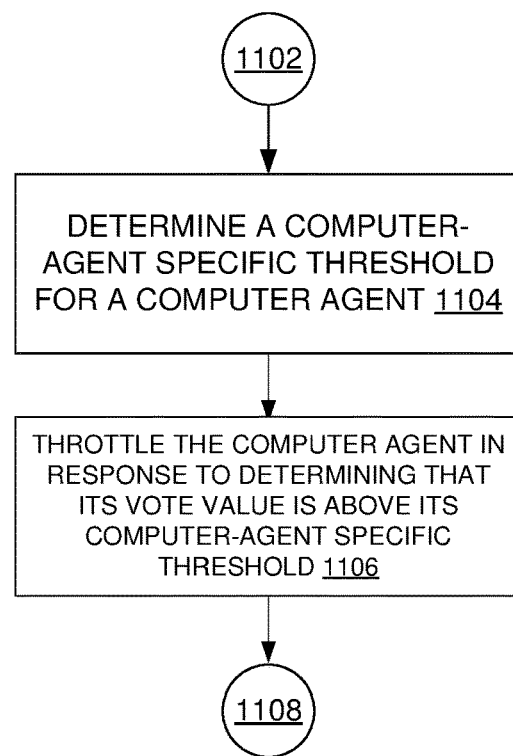 1102
DETERMINE A COMPUTER-
AGENT SPECIFIC THRESHOLD
FOR A COMPUTER AGENT 1104
THROTTLE THE COMPUTER AGENT IN
RESPONSE TO DETERMINING THAT
ITS VOTE VALUE IS ABOVE ITS
COMPUTER-AGENT SPECIFIC
THRESHOLD 1106
1108